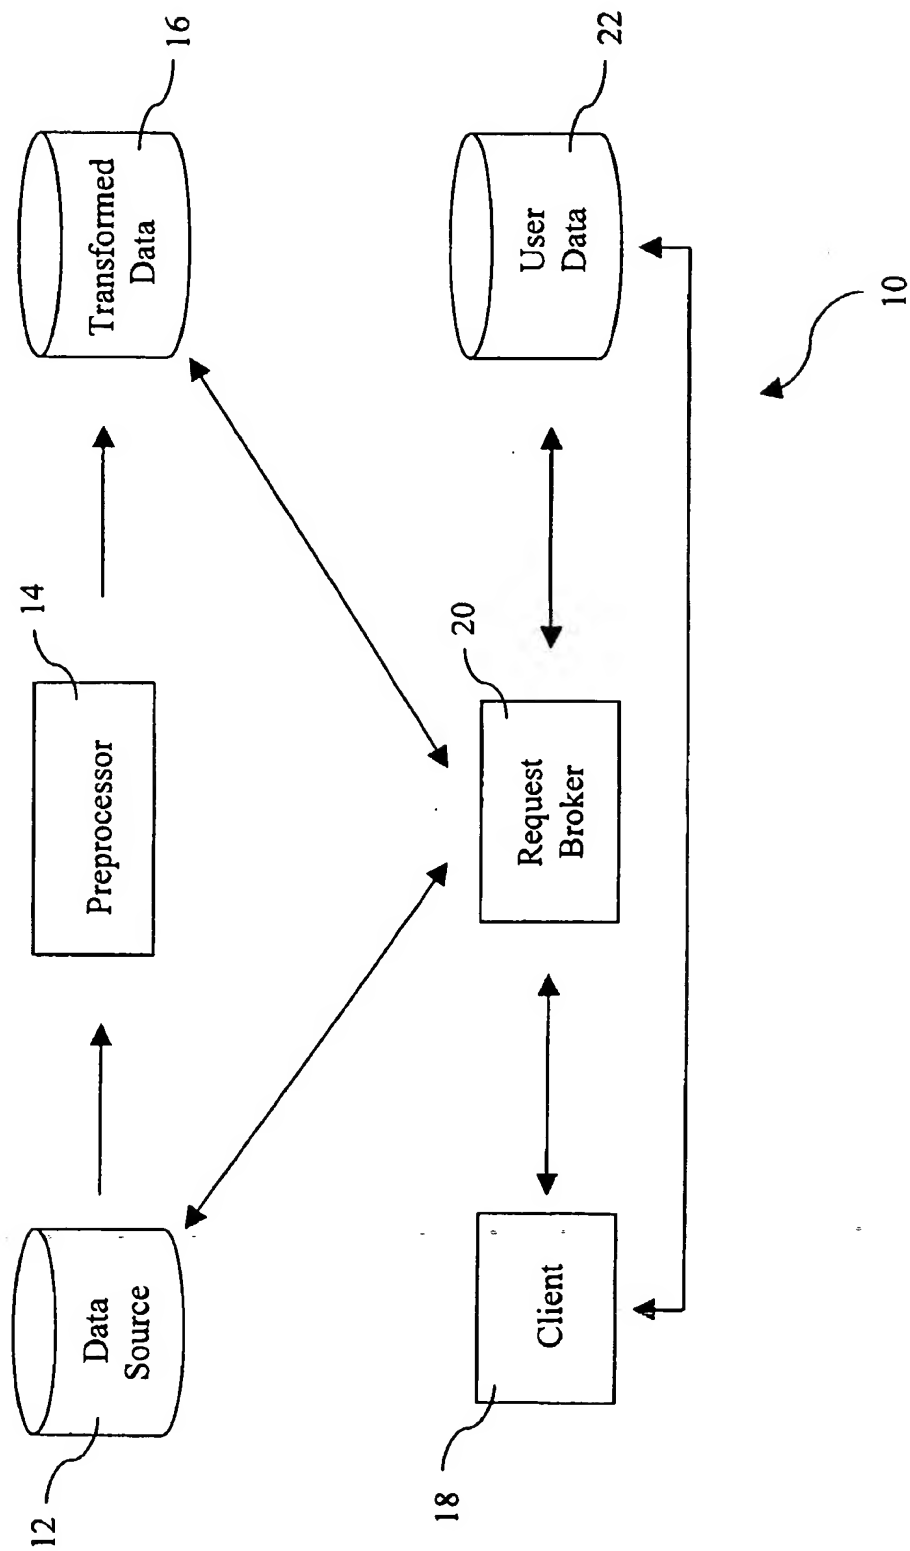 12
Data
Source
14
Preprocessor
16
Transformed
Data
18
Client
20
Request
Broker
22
User
Data
10